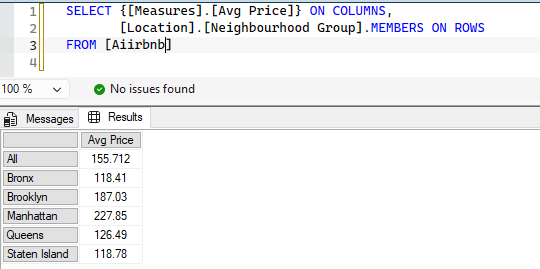 1 SELECT {[Measures].[Avg Price]} ON COLUMNS,
2 [Location].[Neighbourhood Group].MEMBERS ON ROWS
3 FROM [Aiirbnb]
4
100 % No issues found
Messages Results
Avg Price
All 155.712
Bronx 118.41
Brooklyn 187.03
Manhattan 227.85
Queens 126.49
Staten Island 118.78